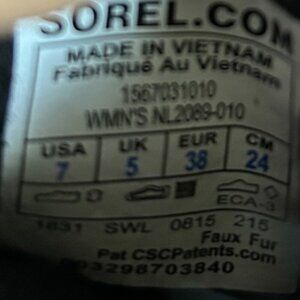 SOREL.COM
MADE IN VIETNAM
Fabriqué Au Vietnam
1567031010
WMN'S NL2089-010
USA UK EUR CM
7 5 38 24
ECA-3
1831 SWL 0815 215
Faux Fur
Pat CSCPatents.com
03298703840